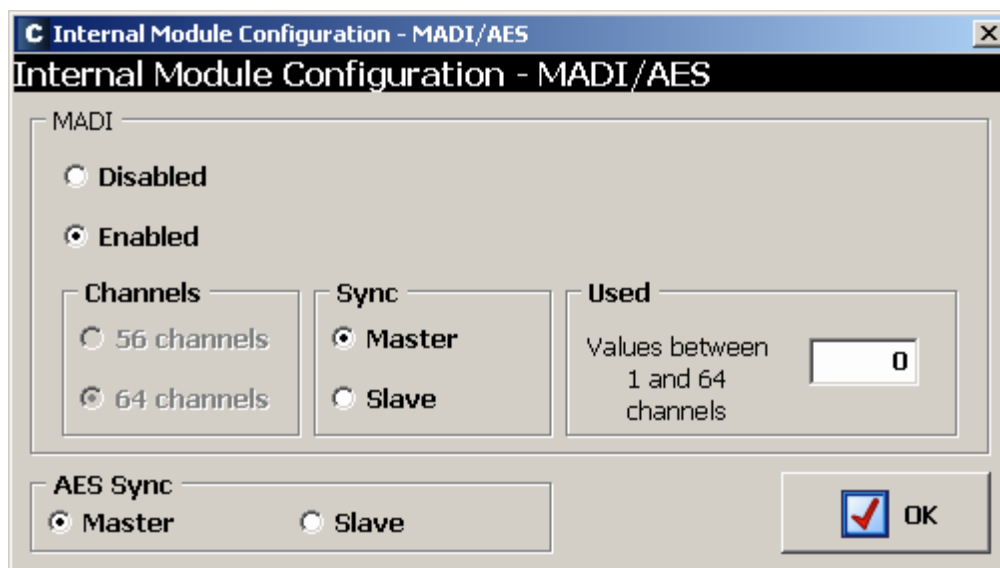 C Internal Module Configuration - MADI/AES
Internal Module Configuration - MADI/AES
MADI
Disabled
Enabled
Channels
56 channels
64 channels
Sync
Master
Slave
Used
Values between
1 and 64
channels
0
AES Sync
Master
Slave
OK